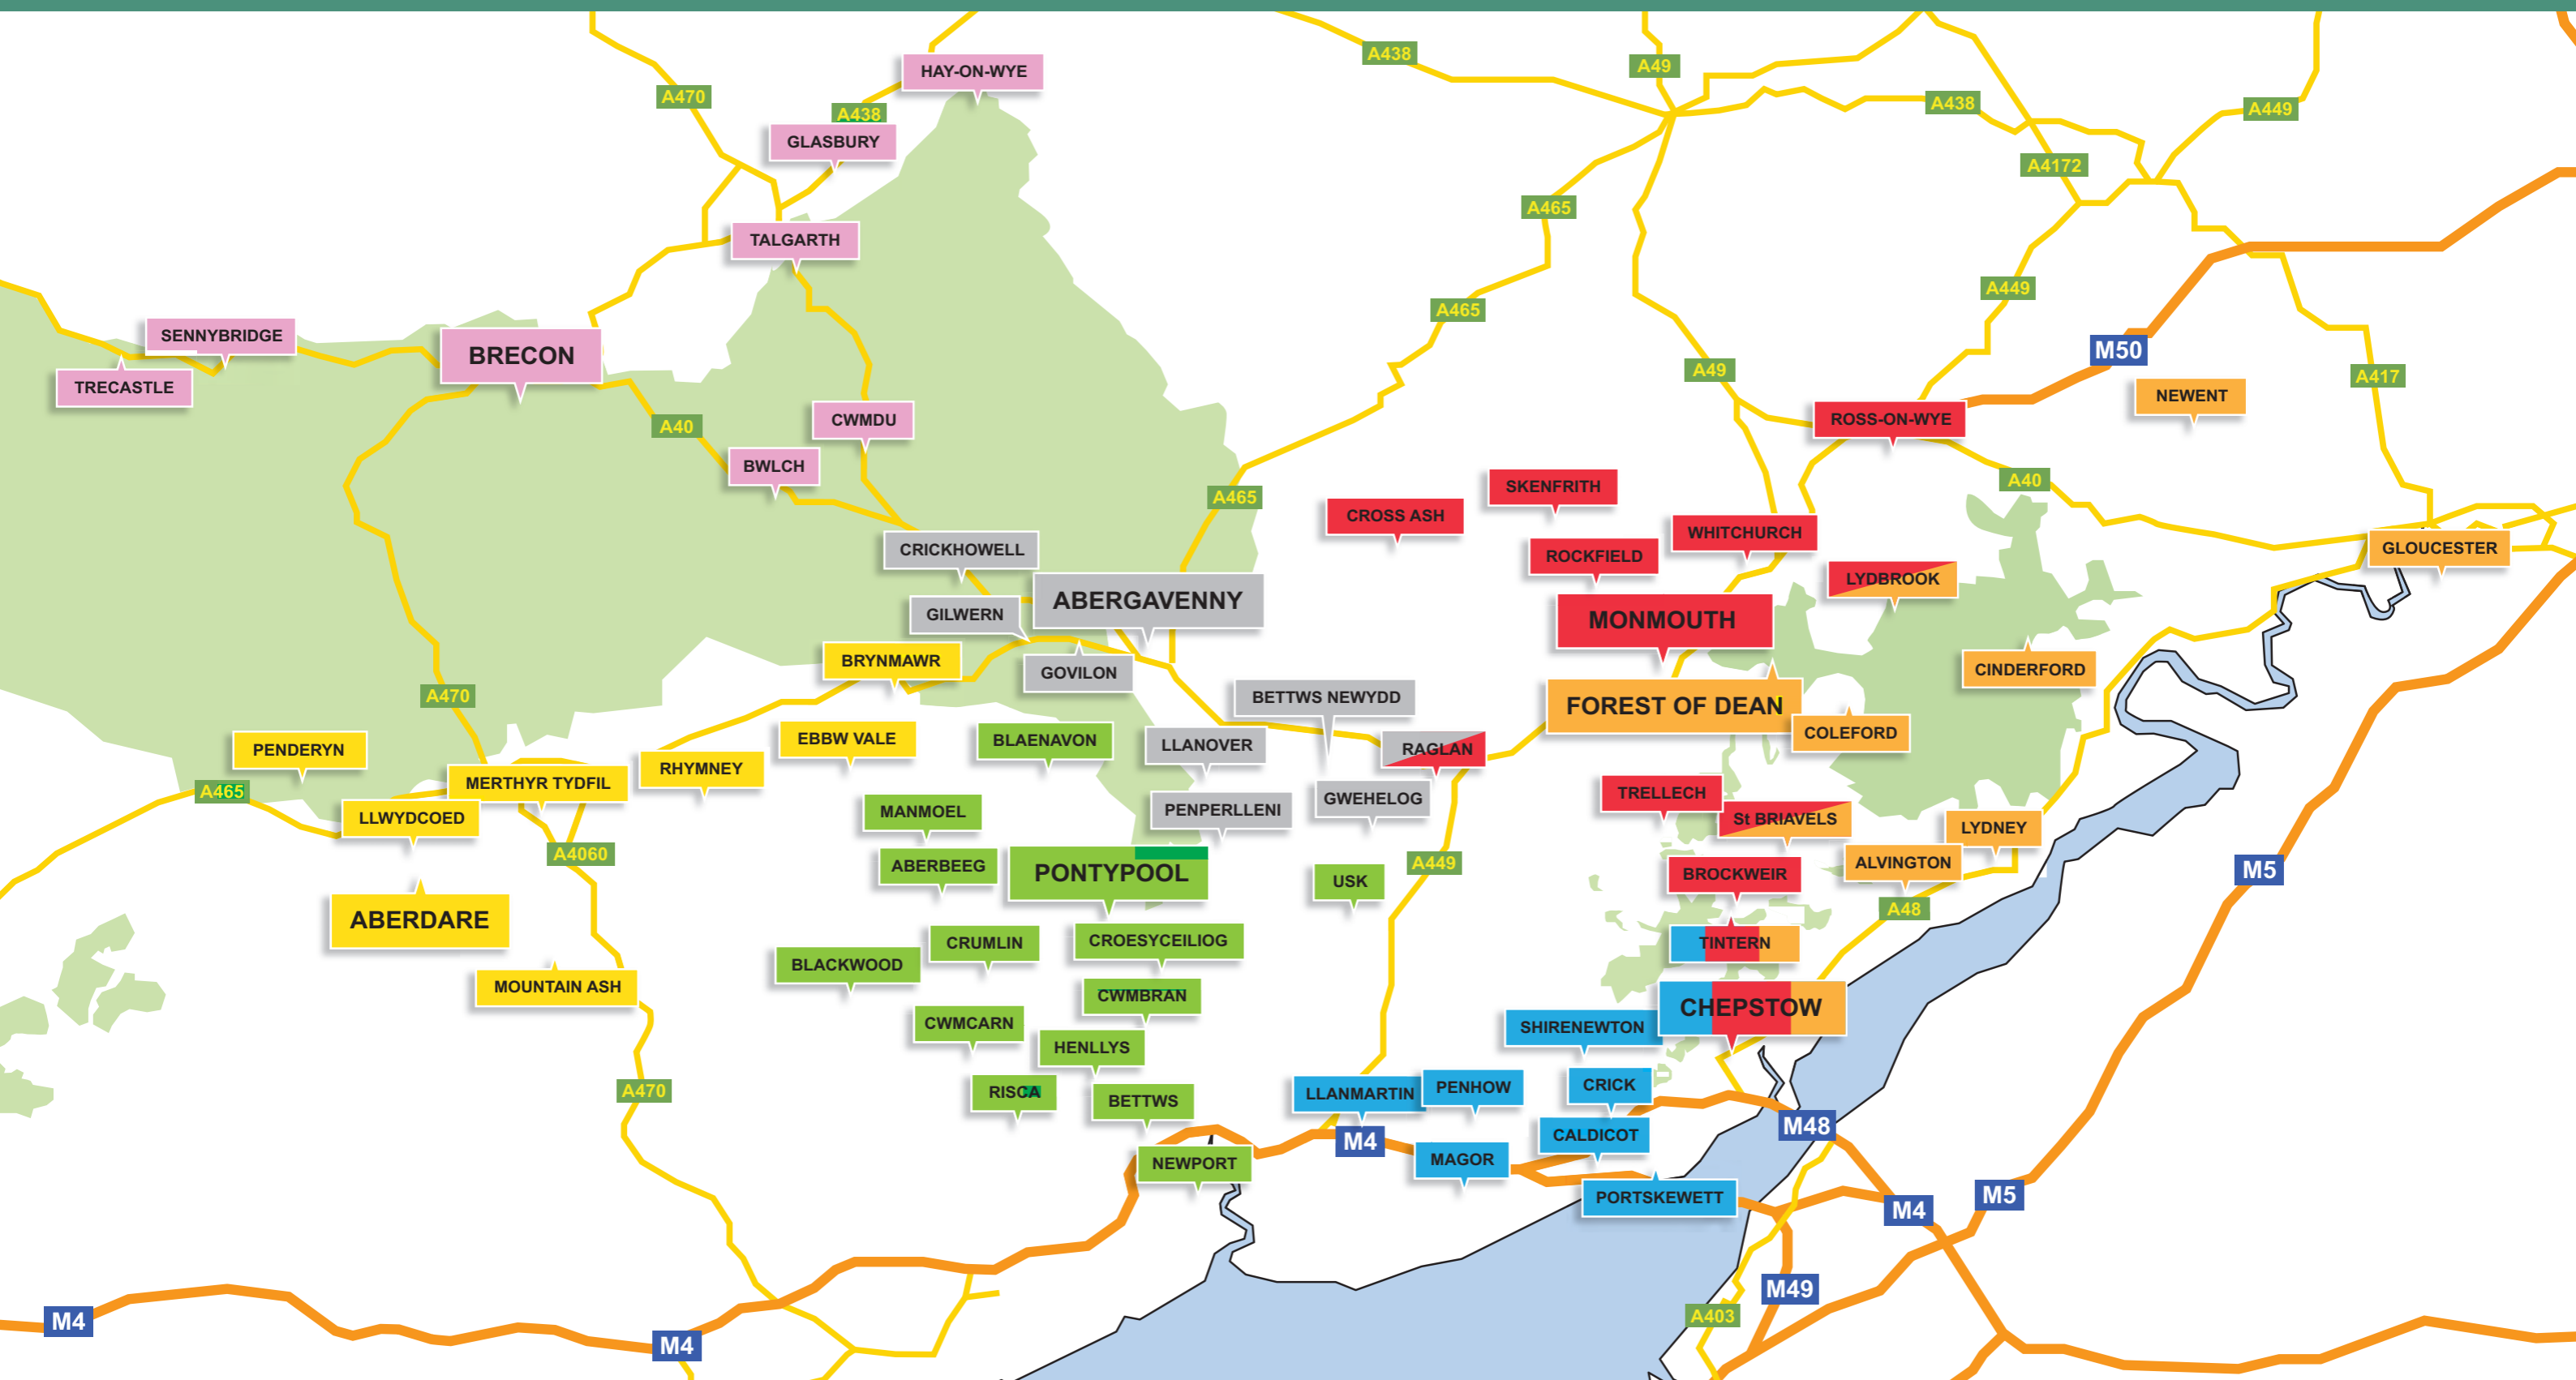 A438
A49
HAY-ON-WYE
A470
A438
A438
A449
GLASBURY
A4172
A465
TALGARTH
A449
A465
SENNYBRIDGE
BRECON
M50
TRECASTLE
A49
A417
NEWENT
CWMDU
ROSS-ON-WYE
A40
BWLCH
A40
SKENFRITH
A465
CROSS ASH
WHITCHURCH
CRICKHOWELL
ROCKFIELD
GLOUCESTER
LYDBROOK
ABERGAVENNY
GILWERN
MONMOUTH
BRYNMAWR
GOVILON
CINDERFORD
A470
BETTWS NEWYDD
FOREST OF DEAN
COLEFORD
EBBW VALE
BLAENAVON
LLANOVER
RAGLAN
PENDERYN
RHYMNEY
MERTHYR TYDFIL
A465
TRELLECH
GWEHELOG
MANMOEL
PENPERLLENI
LLWYDCOED
St BRIAVELS
LYDNEY
A4060
ABERBEEG
PONTYPOOL
A449
ALVINGTON
M5
USK
BROCKWEIR
A48
ABERDARE
CRUMLIN
CROESYCEILIOG
TINTERN
BLACKWOOD
MOUNTAIN ASH
CWMBRAN
CHEPSTOW
CWMCARN
SHIRENEWTON
HENLLYS
A470
RISCA
BETTWS
LLANMARTIN
PENHOW
CRICK
M48
M4
CALDICOT
NEWPORT
MAGOR
PORTSKEWETT
M5
M4
M49
M4
A403
M4